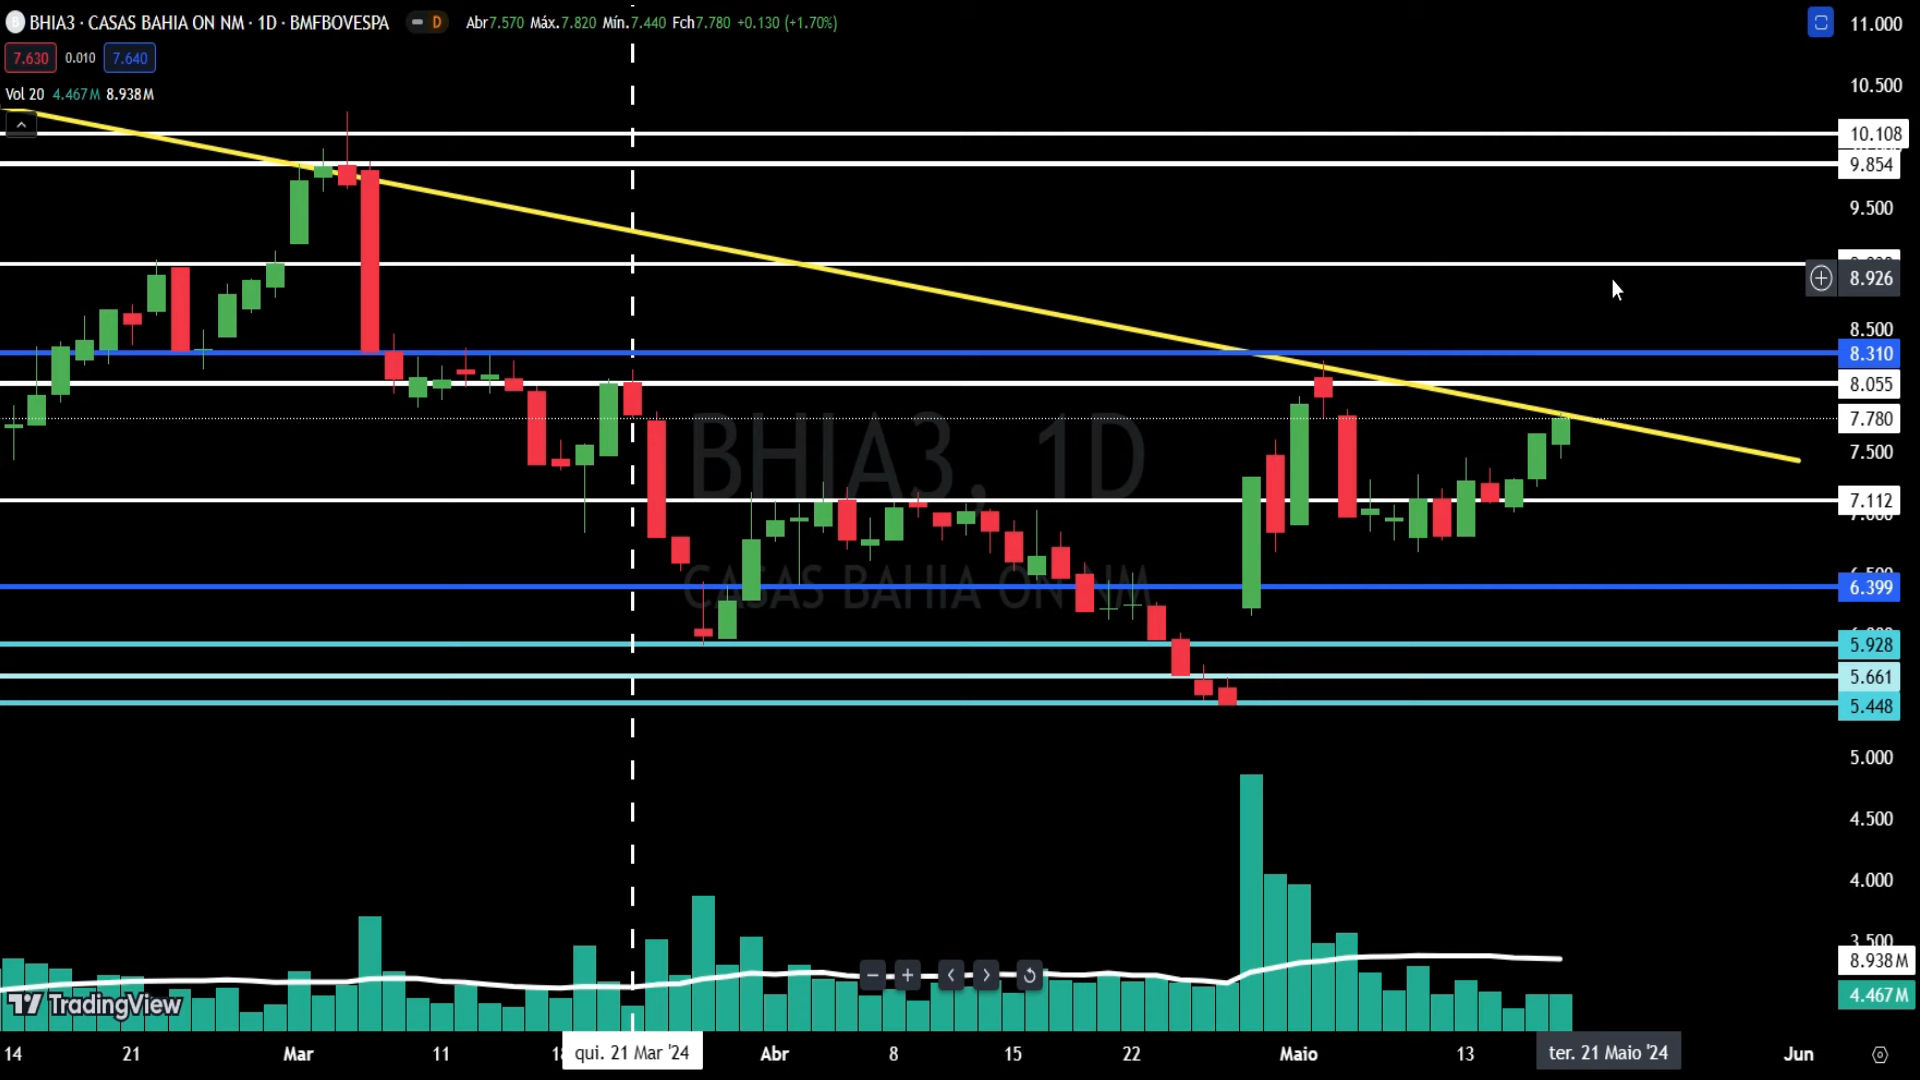 BHIA3 · CASAS BAHIA ON NM · 1D · BMFBOVESPA D Abr7.570 Máx.7.820 Mín.7.440 Fch7.780 +0.130 (+1.70%)
7.630 0.010 7.640
Vol 20 4.467M 8.938M
11.000
10.500
10.108
9.854
9.500
8.926
8.500
8.310
8.055
7.780
7.500
7.112
6.399
5.928
5.661
5.448
5.000
4.500
4.000
3.500
8.938M
4.467M
BHIA3, 1D
CASAS BAHIA ON NM
TradingView
14 21 Mar 11 qui. 21 Mar '24 Abr 8 15 22 Maio 13 ter. 21 Maio '24 Jun